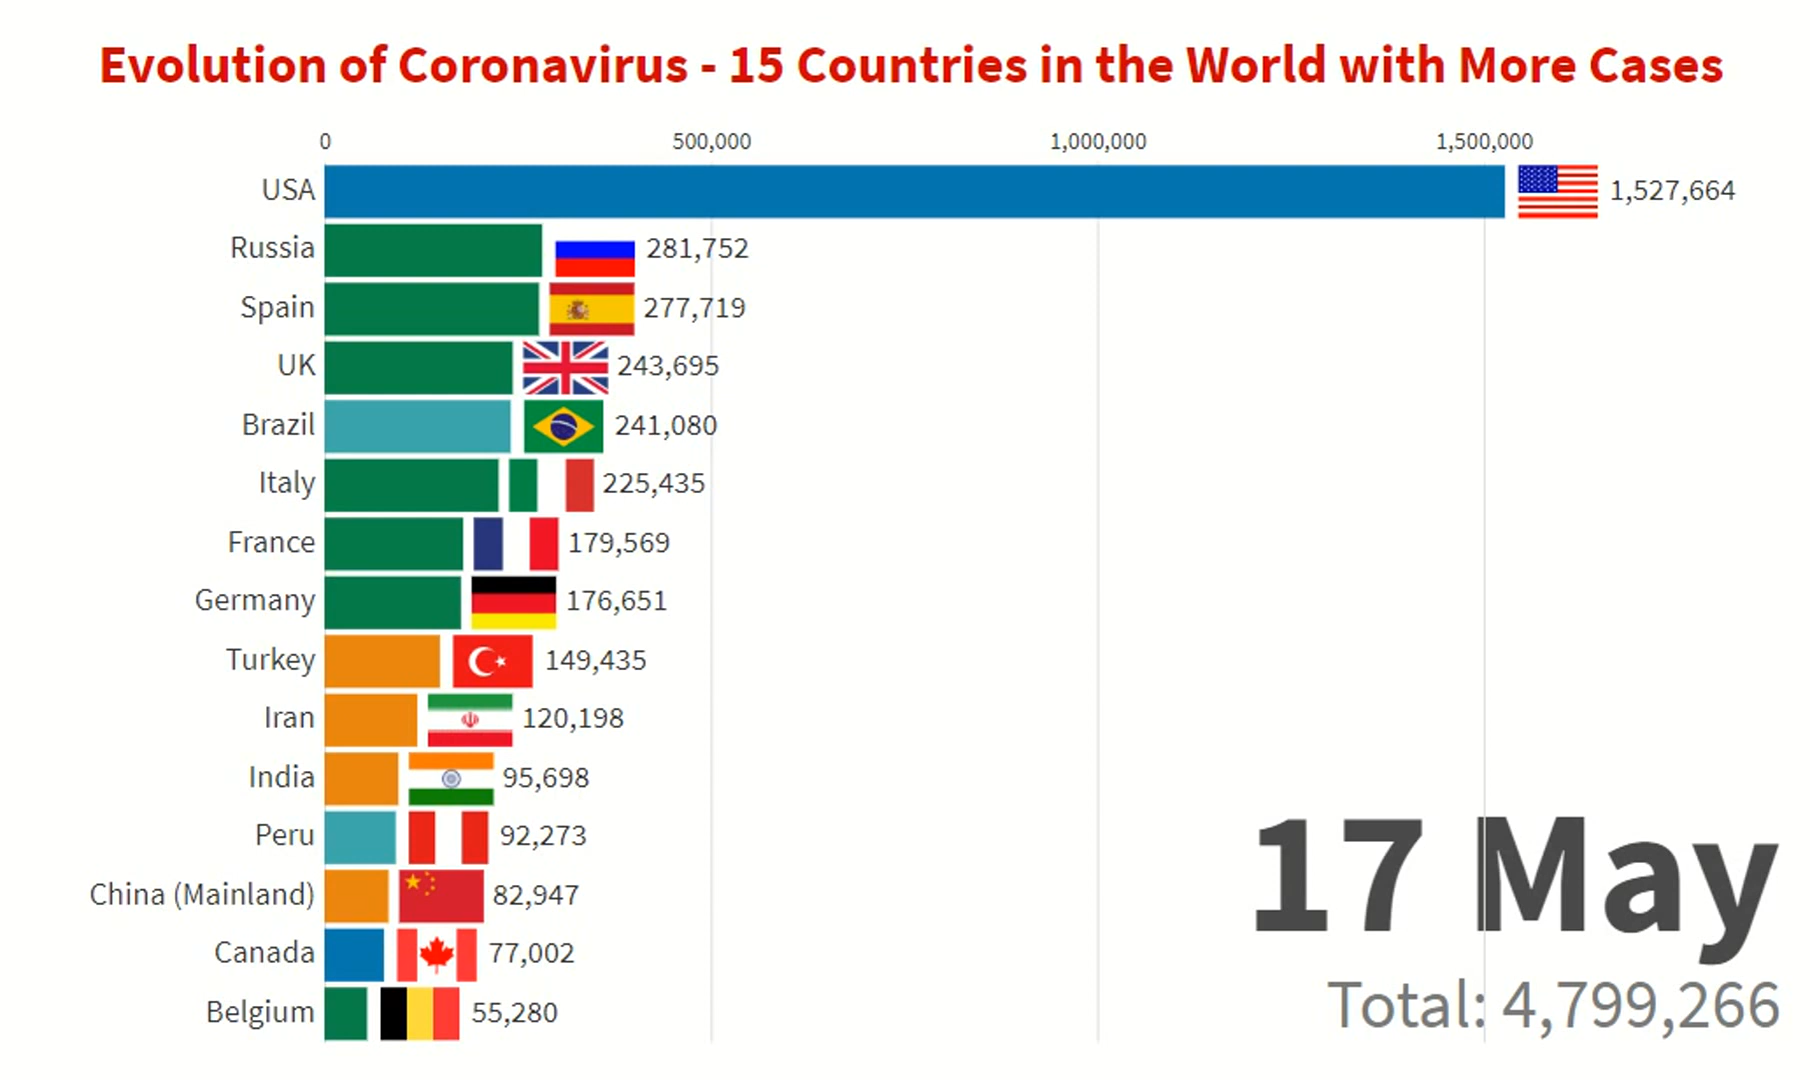 Evolution of Coronavirus - 15 Countries in the World with More Cases
0 500,000 1,000,000 1,500,000
USA 1,527,664
Russia 281,752
Spain 277,719
UK 243,695
Brazil 241,080
Italy 225,435
France 179,569
Germany 176,651
Turkey 149,435
Iran 120,198
India 95,698
Peru 92,273
China (Mainland) 82,947
Canada 77,002
Belgium 55,280
17 May
Total: 4,799,266